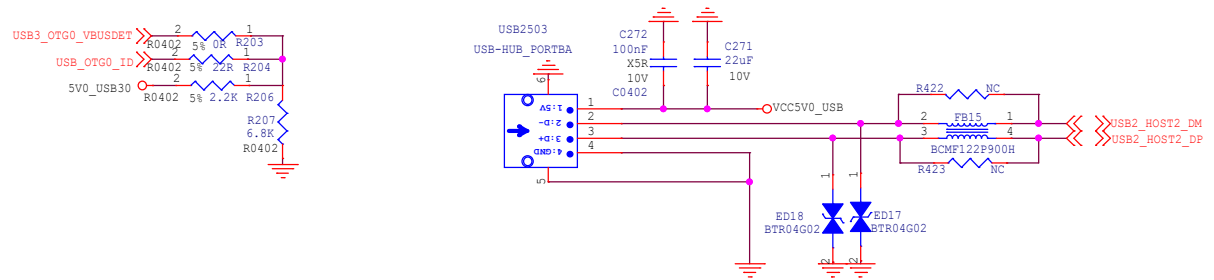 USB3_OTG0_VBUSDET
2
1
R0402
5%
0R
R203
USB_OTG0_ID
2
1
R0402
5%
22R
R204
5V0_USB30
2
1
R0402
5%
2.2K
R206
R207
6.8K
R0402
USB2503
USB-HUB_PORTBA
6
1:5V
2:D-
3:D+
4:GND
1
2
3
4
5
C272
100nF
X5R
10V
C0402
C271
22uF
10V
VCC5V0_USB
R422
NC
2
FB15
1
3
4
BCMF122P900H
R423
NC
USB2_HOST2_DM
USB2_HOST2_DP
1
1
ED18
BTR04G02
ED17
BTR04G02
2
2